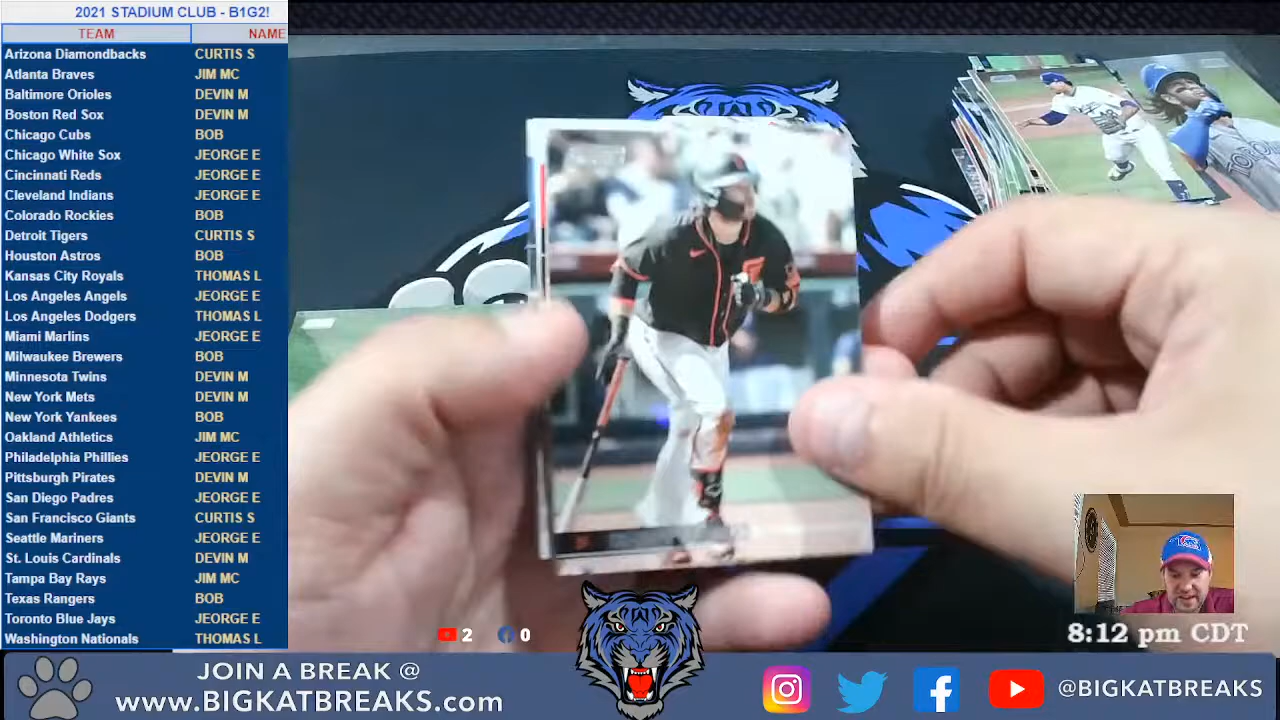 2021 STADIUM CLUB - B1G2!
TEAM NAME
Arizona Diamondbacks CURTIS S
Atlanta Braves JIM MC
Baltimore Orioles DEVIN M
Boston Red Sox DEVIN M
Chicago Cubs BOB
Chicago White Sox JEORGE E
Cincinnati Reds JEORGE E
Cleveland Indians JEORGE E
Colorado Rockies BOB
Detroit Tigers CURTIS S
Houston Astros BOB
Kansas City Royals THOMAS L
Los Angeles Angels JEORGE E
Los Angeles Dodgers THOMAS L
Miami Marlins JEORGE E
Milwaukee Brewers BOB
Minnesota Twins DEVIN M
New York Mets DEVIN M
New York Yankees BOB
Oakland Athletics JIM MC
Philadelphia Phillies JEORGE E
Pittsburgh Pirates DEVIN M
San Diego Padres JEORGE E
San Francisco Giants CURTIS S
Seattle Mariners JEORGE E
St. Louis Cardinals DEVIN M
Tampa Bay Rays JIM MC
Texas Rangers BOB
Toronto Blue Jays JEORGE E
Washington Nationals THOMAS L
2 0
8:12 pm CDT
JOIN A BREAK @
www.BIGKATBREAKS.com
@BIGKATBREAKS